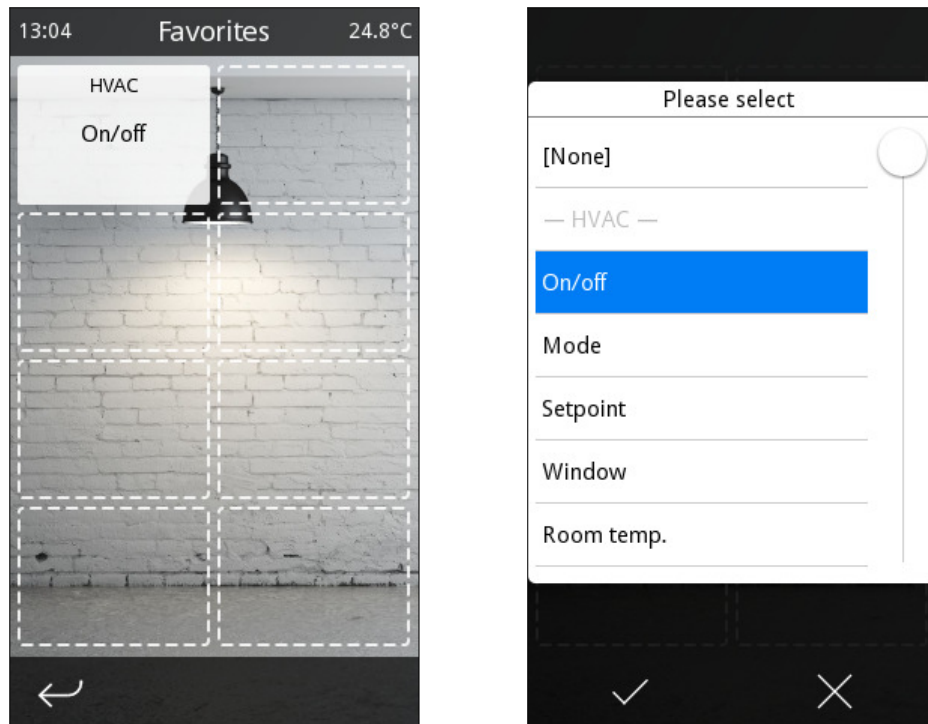 13:04 Favorites 24.8°C
HVAC
On/off
Please select
[None]
— HVAC —
On/off
Mode
Setpoint
Window
Room temp.